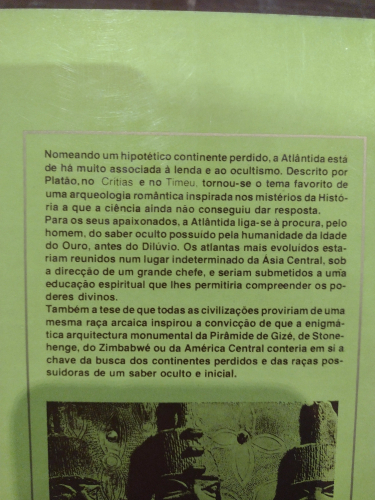 Nomeando um hipotético continente perdido, a Atlântida está
de há muito associada à lenda e ao ocultismo. Descrito por
Platão, no Critias e no Timeu, tornou-se o tema favorito de
uma arqueologia romântica inspirada nos mistérios da Histó-
ria a que a ciência ainda não conseguiu dar resposta.
Para os seus apaixonados, a Atlântida liga-se à procura, pelo
homem, do saber oculto possuído pela humanidade da Idade
do Ouro, antes do Dilúvio. Os atlantas mais evoluídos esta-
riam reunidos num lugar indeterminado da Ásia Central, sob
a direcção de um grande chefe, e seriam submetidos a uma
educação espiritual que lhes permitiria compreender os po-
deres divinos.
Também a tese de que todas as civilizações proviriam de uma
mesma raça arcaica inspirou a convicção de que a enigmá-
tica arquitectura monumental da Pirâmide de Gizé, de Stone-
henge, do Zimbabwé ou da América Central conteria em si a
chave da busca dos continentes perdidos e das raças pos-
suidoras de um saber oculto e inicial.